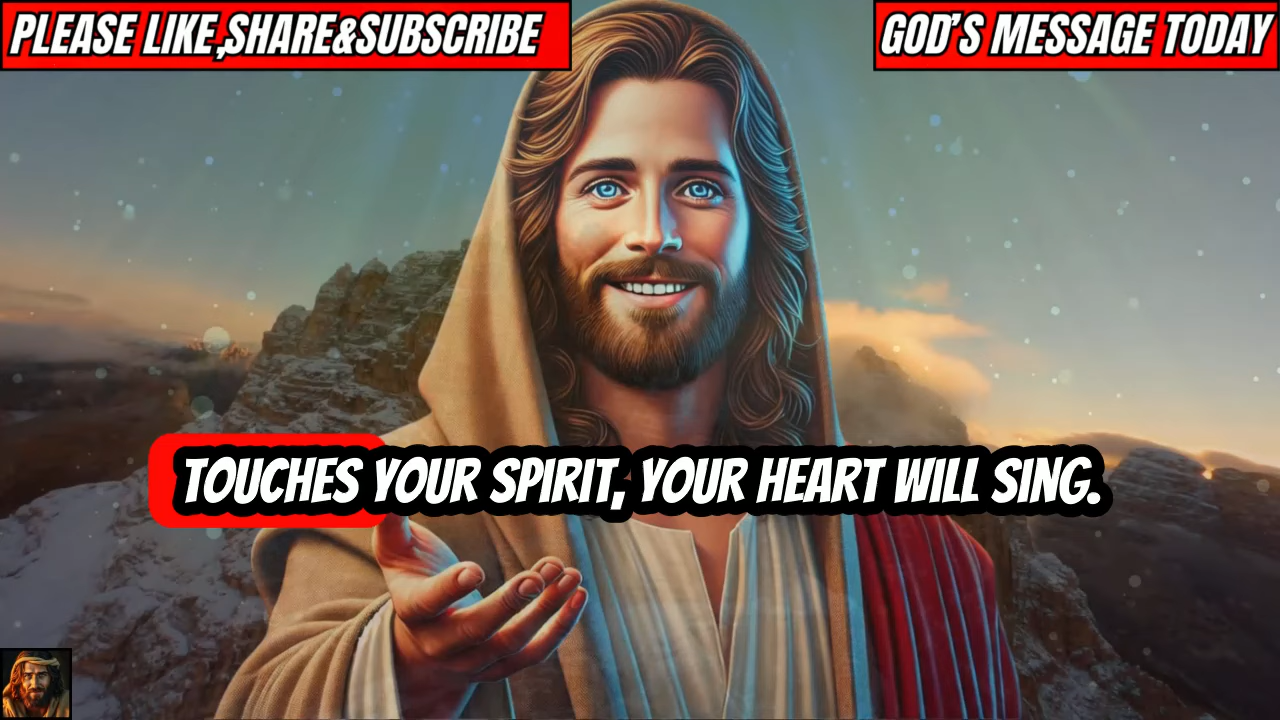 PLEASE LIKE,SHARE&SUBSCRIBE
GOD'S MESSAGE TODAY
TOUCHES YOUR SPIRIT, YOUR HEART WILL SING.